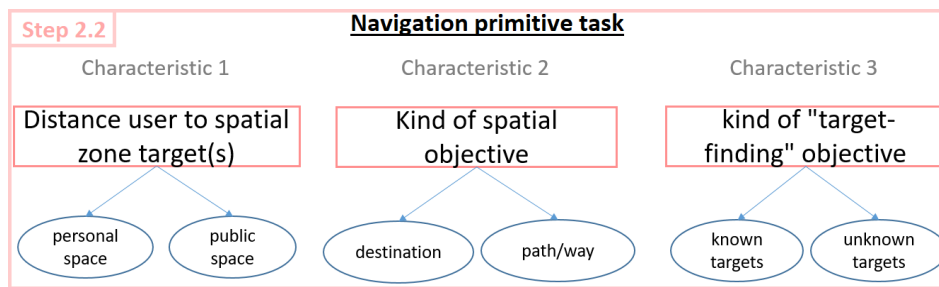 Step 2.2
Navigation primitive task
Characteristic 1
Characteristic 2
Characteristic 3
Distance user to spatial
zone target(s)
Kind of spatial
objective
kind of "target-
finding" objective
personal
space
public
space
destination
path/way
known
targets
unknown
targets